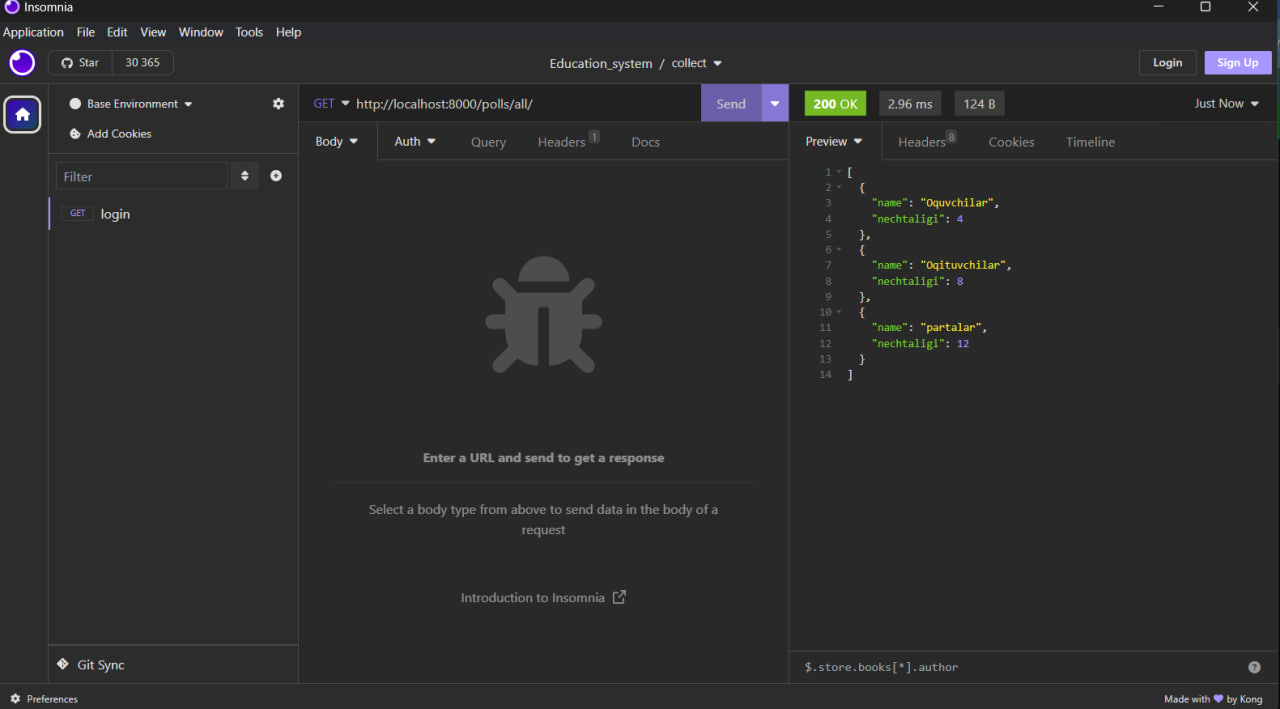 Insomnia
Application File Edit View Window Tools Help
Star 30 365
Education_system / collect
Login
Sign Up
Base Environment
Add Cookies
Filter
GET login
GET http://localhost:8000/polls/all/
Send
Body Auth Query Headers 1 Docs
Enter a URL and send to get a response
Select a body type from above to send data in the body of a
request
Introduction to Insomnia
200 OK 2.96 ms 124 B Just Now
Preview Headers 8 Cookies Timeline
1 [
2 {
3 "name": "Oquvchilar",
4 "nechtaligi": 4
5 },
6 {
7 "name": "Oqituvchilar",
8 "nechtaligi": 8
9 },
10 {
11 "name": "partalar",
12 "nechtaligi": 12
13 }
14 ]
$.store.books[*].author
?
Git Sync
Preferences
Made with 💜 by Kong